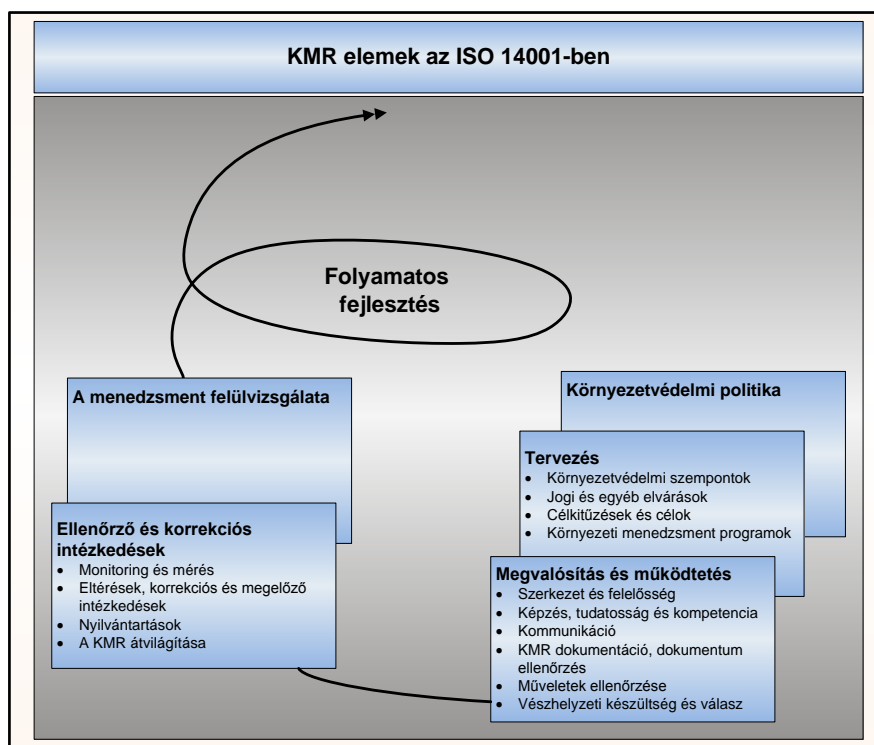 KMR elemek az ISO 14001-ben
Folyamatos
fejlesztés
A menedzsment felülvizsgálata
Ellenőrző és korrekciós
intézkedések
• Monitoring és mérés
• Eltérések, korrekciós és megelőző
intézkedések
• Nyilvántartások
• A KMR átvilágítása
Környezetvédelmi politika
Tervezés
• Környezetvédelmi szempontok
• Jogi és egyéb elvárások
• Célkitűzések és célok
• Környezeti menedzsment programok
Megvalósítás és működtetés
• Szerkezet és felelősség
• Képzés, tudatosság és kompetencia
• Kommunikáció
• KMR dokumentáció, dokumentum
ellenőrzés
• Műveletek ellenőrzése
• Vészhelyzeti készültség és válasz